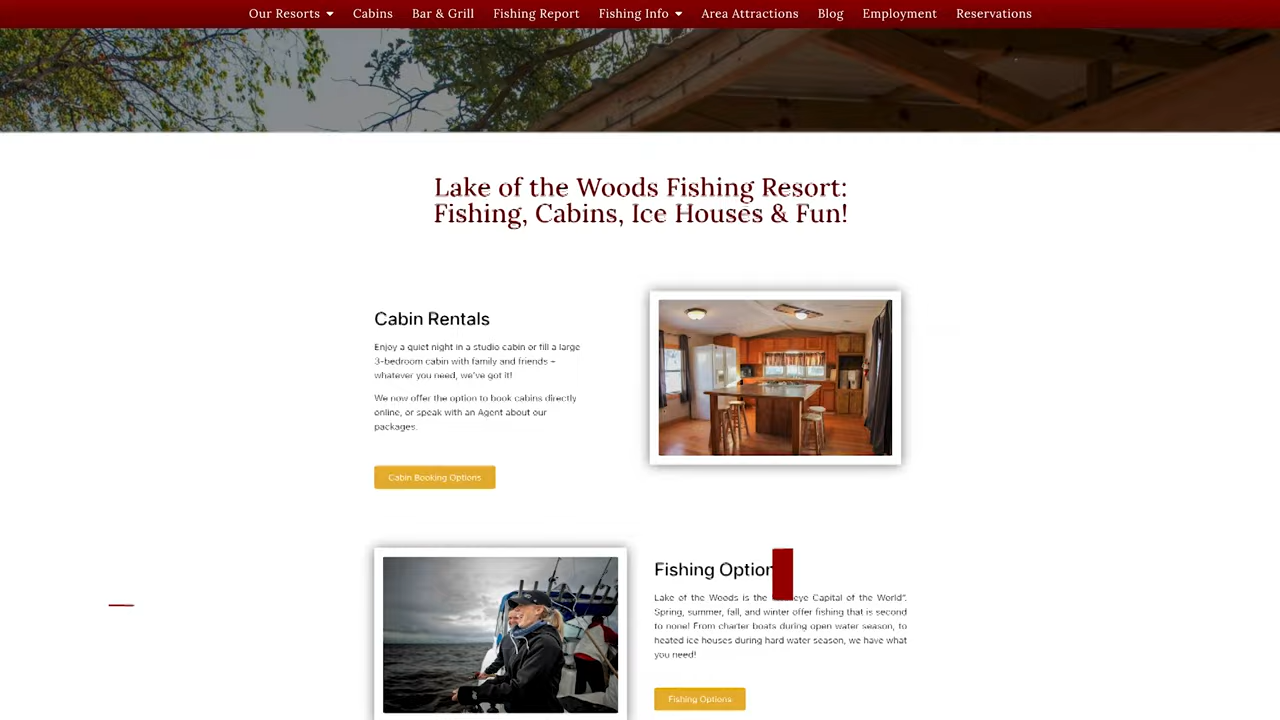 Our Resorts Cabins Bar & Grill Fishing Report Fishing Info Area Attractions Blog Employment Reservations
Lake of the Woods Fishing Resort:
Fishing, Cabins, Ice Houses & Fun!
Cabin Rentals
Enjoy a quiet night in a studio cabin or fill a large
3-bedroom cabin with family and friends –
whatever you need, we've got it!
We now offer the option to book cabins directly
online, or speak with an Agent about our
packages.
Cabin Booking Options
Fishing Option
Lake of the Woods is the eye Capital of the World".
Spring, summer, fall, and winter offer fishing that is second
to none! From charter boats during open water season, to
heated ice houses during hard water season, we have what
you need!
Fishing Options